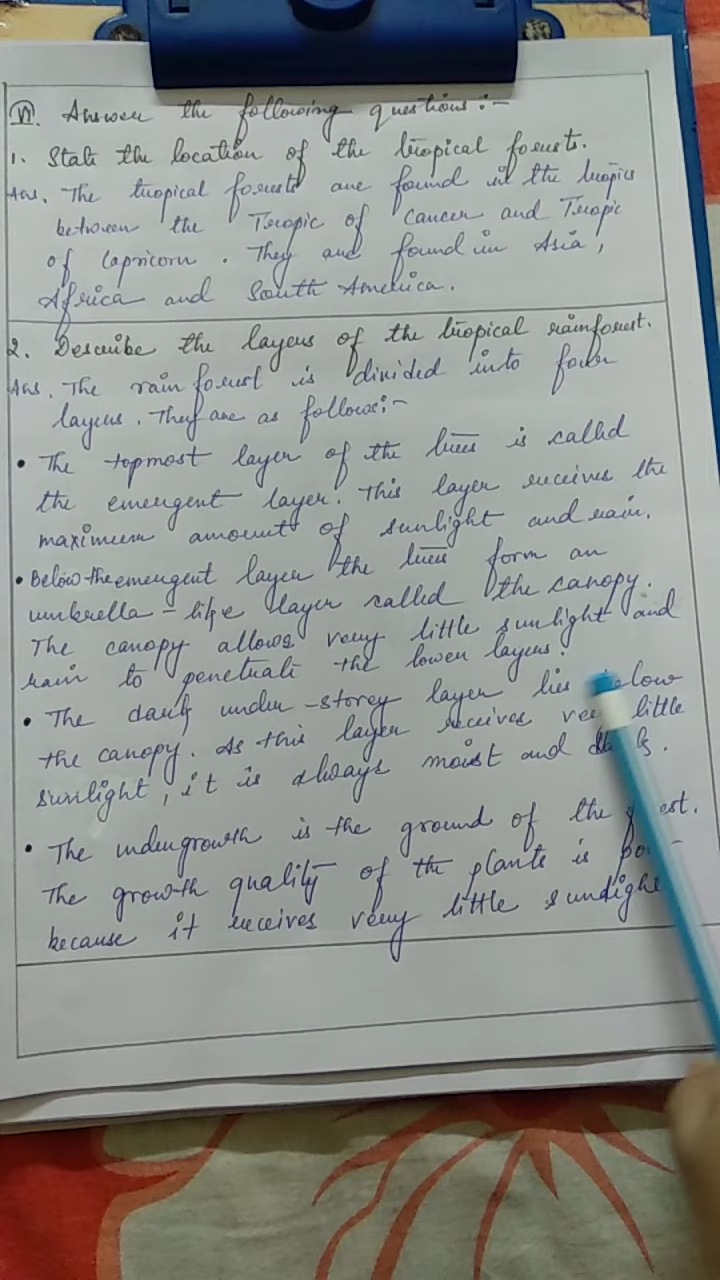 VI. Answer the following questions:-
1. State the location of the tropical forests.
Ans. The tropical forests are found in the tropics
between the Tropic of Cancer and Tropic
of Capricorn. They are found in Asia,
Africa and South America.
2. Describe the layers of the tropical rainforest.
Ans. The rain forest is divided into four
layers. They are as follows:-
• The topmost layer of the trees is called
the emergent layer. This layer receives the
maximum amount of sunlight and rain.
• Below the emergent layer the trees form an
umbrella-like layer called the canopy.
The canopy allows very little sunlight and
rain to penetrate the lower layers.
• The dark under-storey layer lies below
the canopy. As this layer receives very little
sunlight, it is always moist and
• The undergrowth is the ground of the
The growth quality of the plants is
because it receives very little sunlight